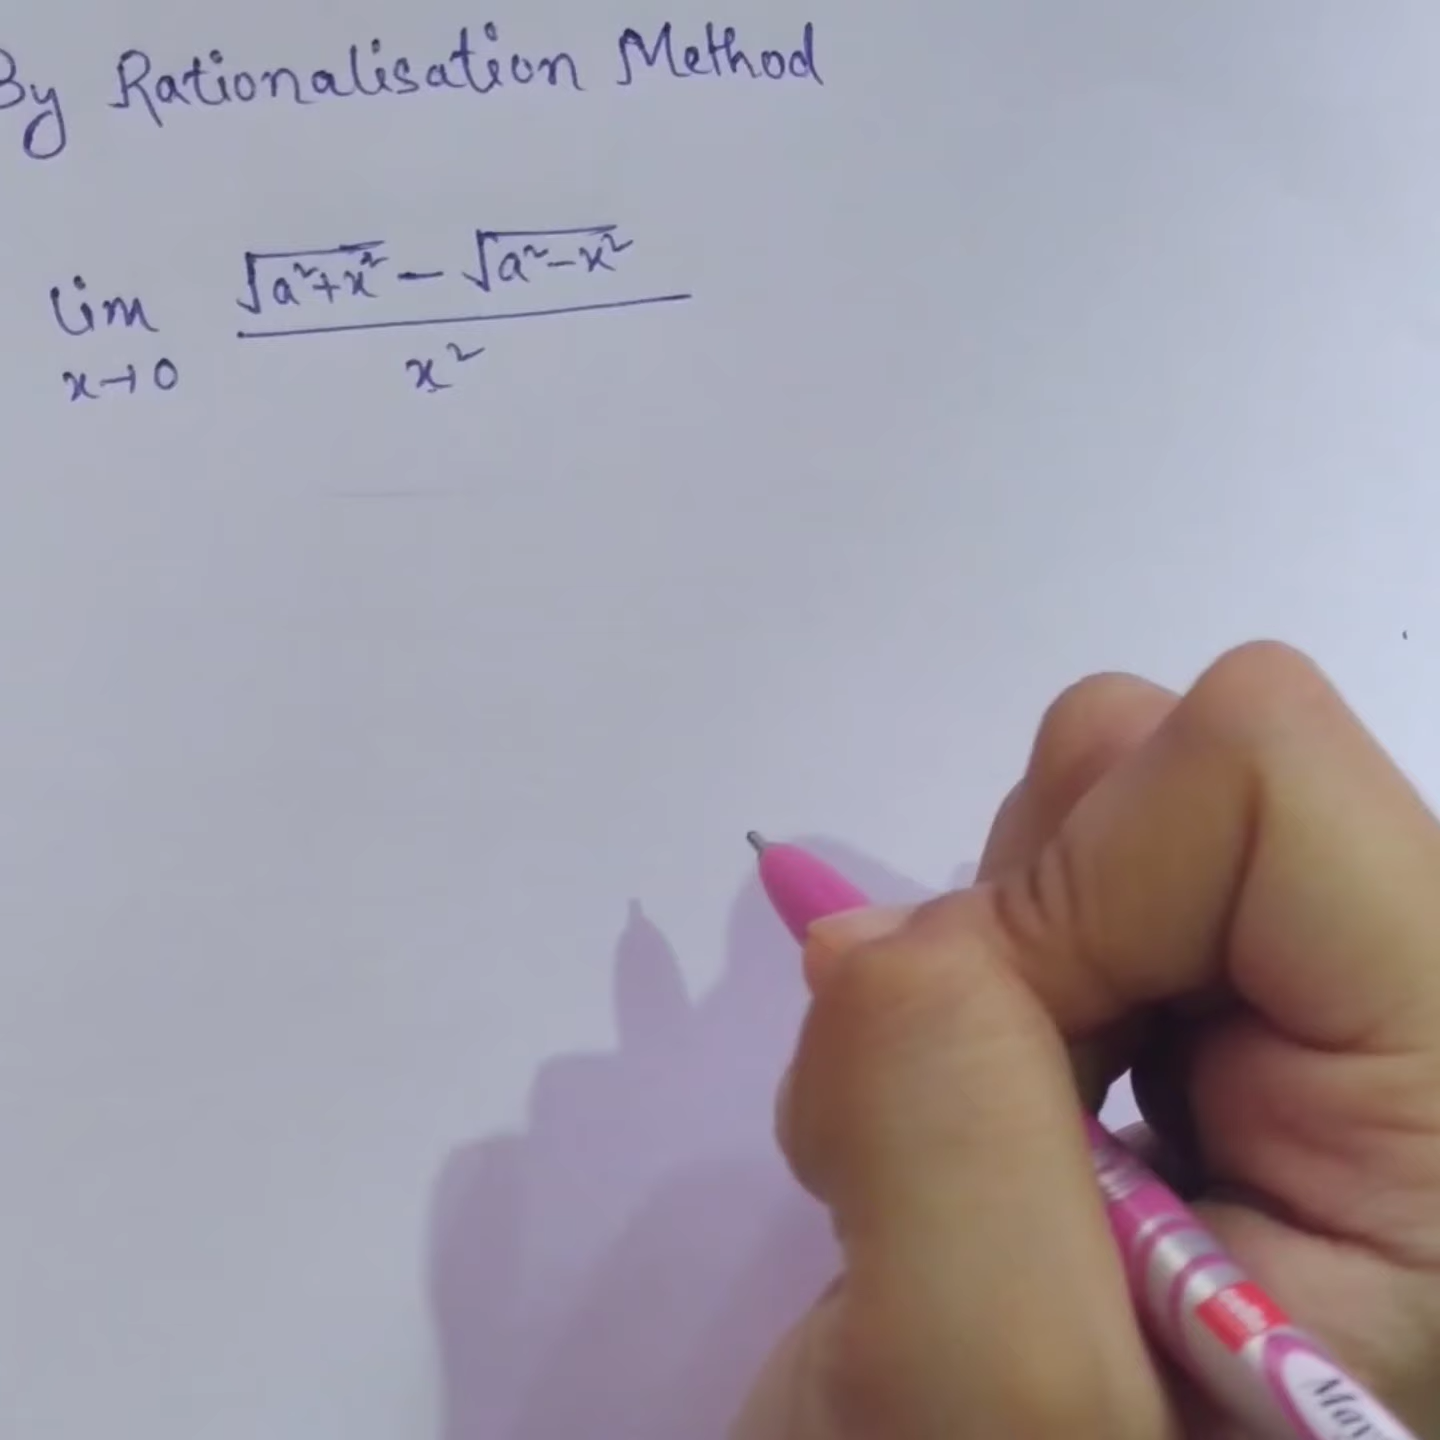 By Rationalisation Method
lim x→0 (√(a²+x²) − √(a²−x²)) / x²